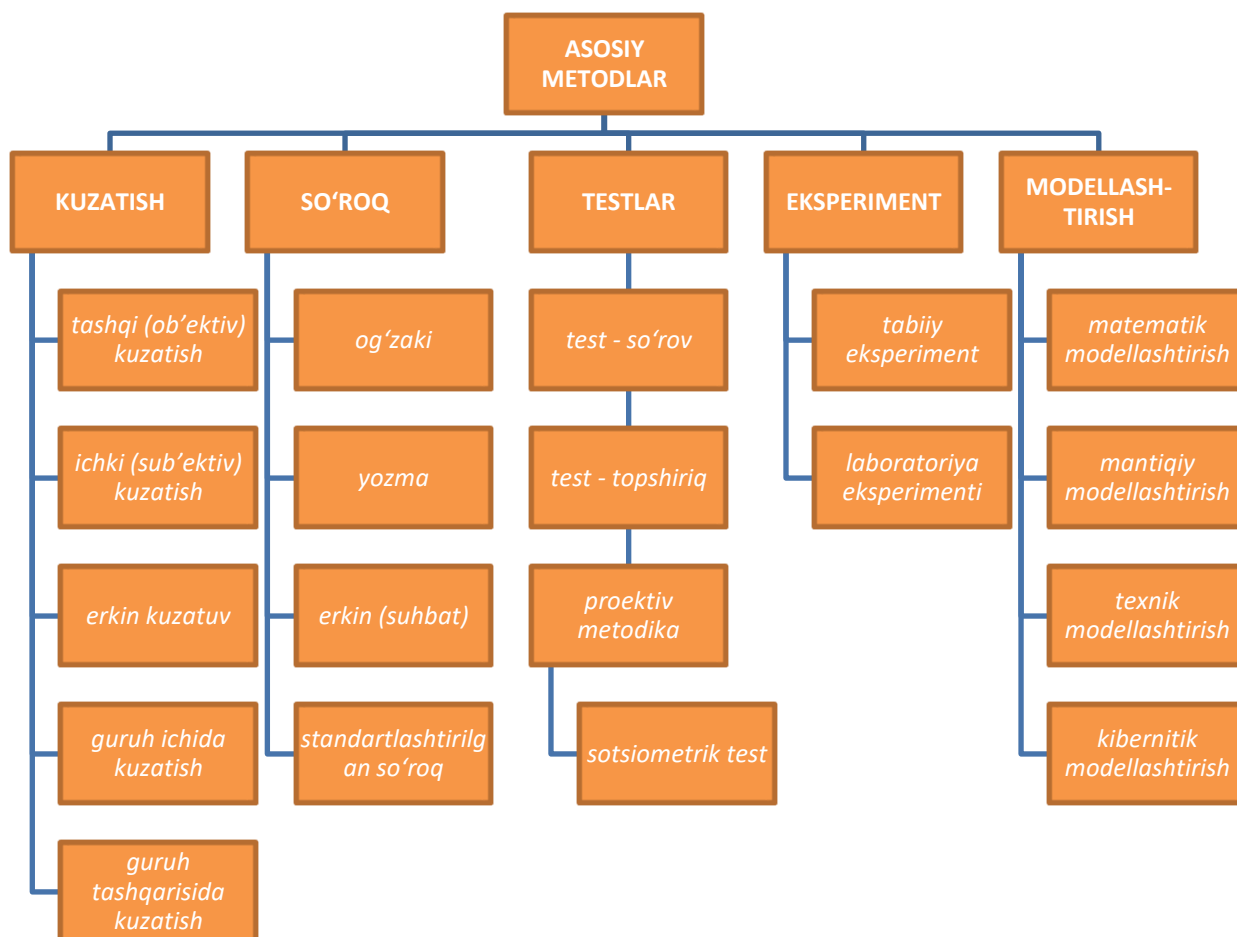 ASOSIY
METODLAR
KUZATISH
tashqi (ob’ektiv)
kuzatish
ichki (sub’ektiv)
kuzatish
erkin kuzatuv
guruh ichida
kuzatish
guruh
tashqarisida
kuzatish
SO‘ROQ
og‘zaki
yozma
erkin (suhbat)
standartlashtirilg
an so‘roq
TESTLAR
test - so‘rov
test - topshiriq
proektiv
metodika
sotsiometrik test
EKSPERIMENT
tabiiy
eksperiment
laboratoriya
eksperimenti
MODELLASH-
TIRISH
matematik
modellashtirish
mantiqiy
modellashtirish
texnik
modellashtirish
kibernitik
modellashtirish